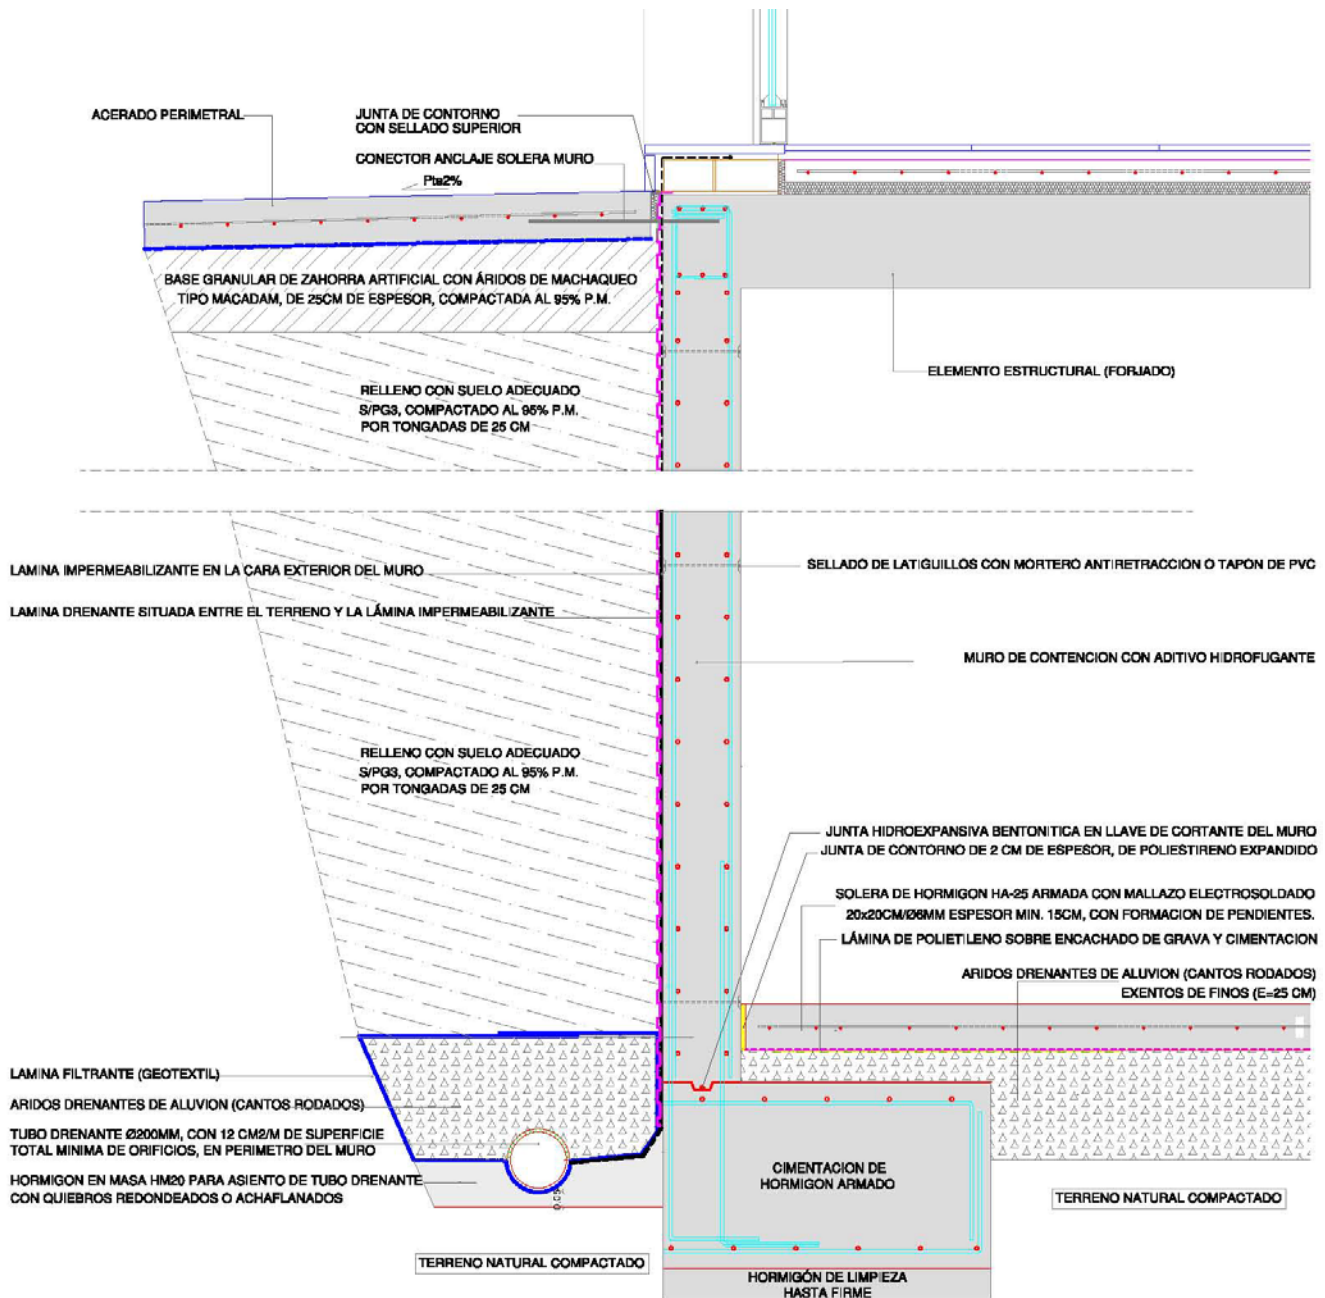 ACERADO PERIMETRAL
JUNTA DE CONTORNO
CON SELLADO SUPERIOR
CONECTOR ANCLAJE SOLERA MURO
Pte2%
BASE GRANULAR DE ZAHORRA ARTIFICIAL CON ÁRIDOS DE MACHAQUEO
TIPO MACADAM, DE 25CM DE ESPESOR, COMPACTADA AL 95% P.M.
ELEMENTO ESTRUCTURAL (FORJADO)
RELLENO CON SUELO ADECUADO
S/PG3, COMPACTADO AL 95% P.M.
POR TONGADAS DE 25 CM
LAMINA IMPERMEABILIZANTE EN LA CARA EXTERIOR DEL MURO
SELLADO DE LATIGUILLOS CON MORTERO ANTIRETRACCIÓN O TAPÓN DE PVC
LAMINA DRENANTE SITUADA ENTRE EL TERRENO Y LA LÁMINA IMPERMEABILIZANTE
MURO DE CONTENCION CON ADITIVO HIDROFUGANTE
RELLENO CON SUELO ADECUADO
S/PG3, COMPACTADO AL 95% P.M.
POR TONGADAS DE 25 CM
JUNTA HIDROEXPANSIVA BENTONITICA EN LLAVE DE CORTANTE DEL MURO
JUNTA DE CONTORNO DE 2 CM DE ESPESOR, DE POLIESTIRENO EXPANDIDO
SOLERA DE HORMIGON HA-25 ARMADA CON MALLAZO ELECTROSOLDADO
20x20CM/Ø6MM ESPESOR MIN. 15CM, CON FORMACION DE PENDIENTES.
LÁMINA DE POLIETILENO SOBRE ENCACHADO DE GRAVA Y CIMENTACION
ARIDOS DRENANTES DE ALUVION (CANTOS RODADOS)
EXENTOS DE FINOS (E=25 CM)
LAMINA FILTRANTE (GEOTEXTIL)
ARIDOS DRENANTES DE ALUVION (CANTOS RODADOS)
TUBO DRENANTE Ø200MM, CON 12 CM2/M DE SUPERFICIE
TOTAL MINIMA DE ORIFICIOS, EN PERIMETRO DEL MURO
HORMIGON EN MASA HM20 PARA ASIENTO DE TUBO DRENANTE
CON QUIEBROS REDONDEADOS O ACHAFLANADOS
0.05
CIMENTACION DE
HORMIGON ARMADO
TERRENO NATURAL COMPACTADO
TERRENO NATURAL COMPACTADO
HORMIGÓN DE LIMPIEZA
HASTA FIRME